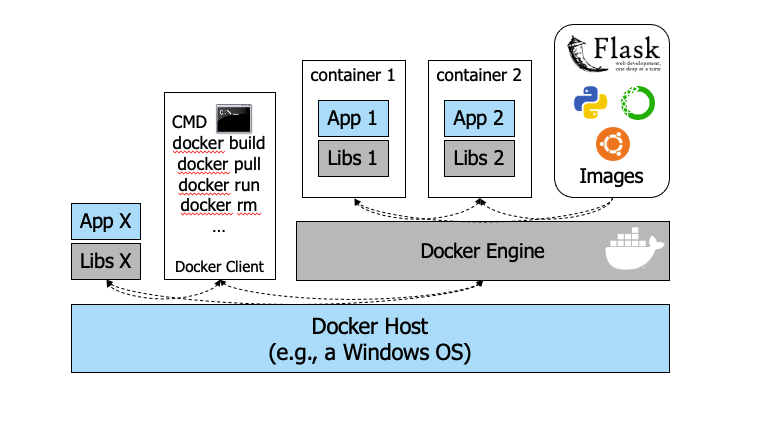 Flask
web development,
one drop at a time
Images
container 1
App 1
Libs 1
container 2
App 2
Libs 2
CMD
C:\_
docker build
docker pull
docker run
docker rm
...
Docker Client
App X
Libs X
Docker Engine
Docker Host
(e.g., a Windows OS)